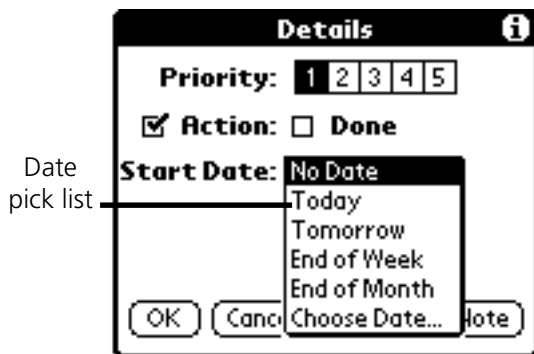 Details
Priority: 1 2 3 4 5
Action: Done
Date pick list
Start Date: No Date
Today
Tomorrow
End of Week
End of Month
OK Choose Date...